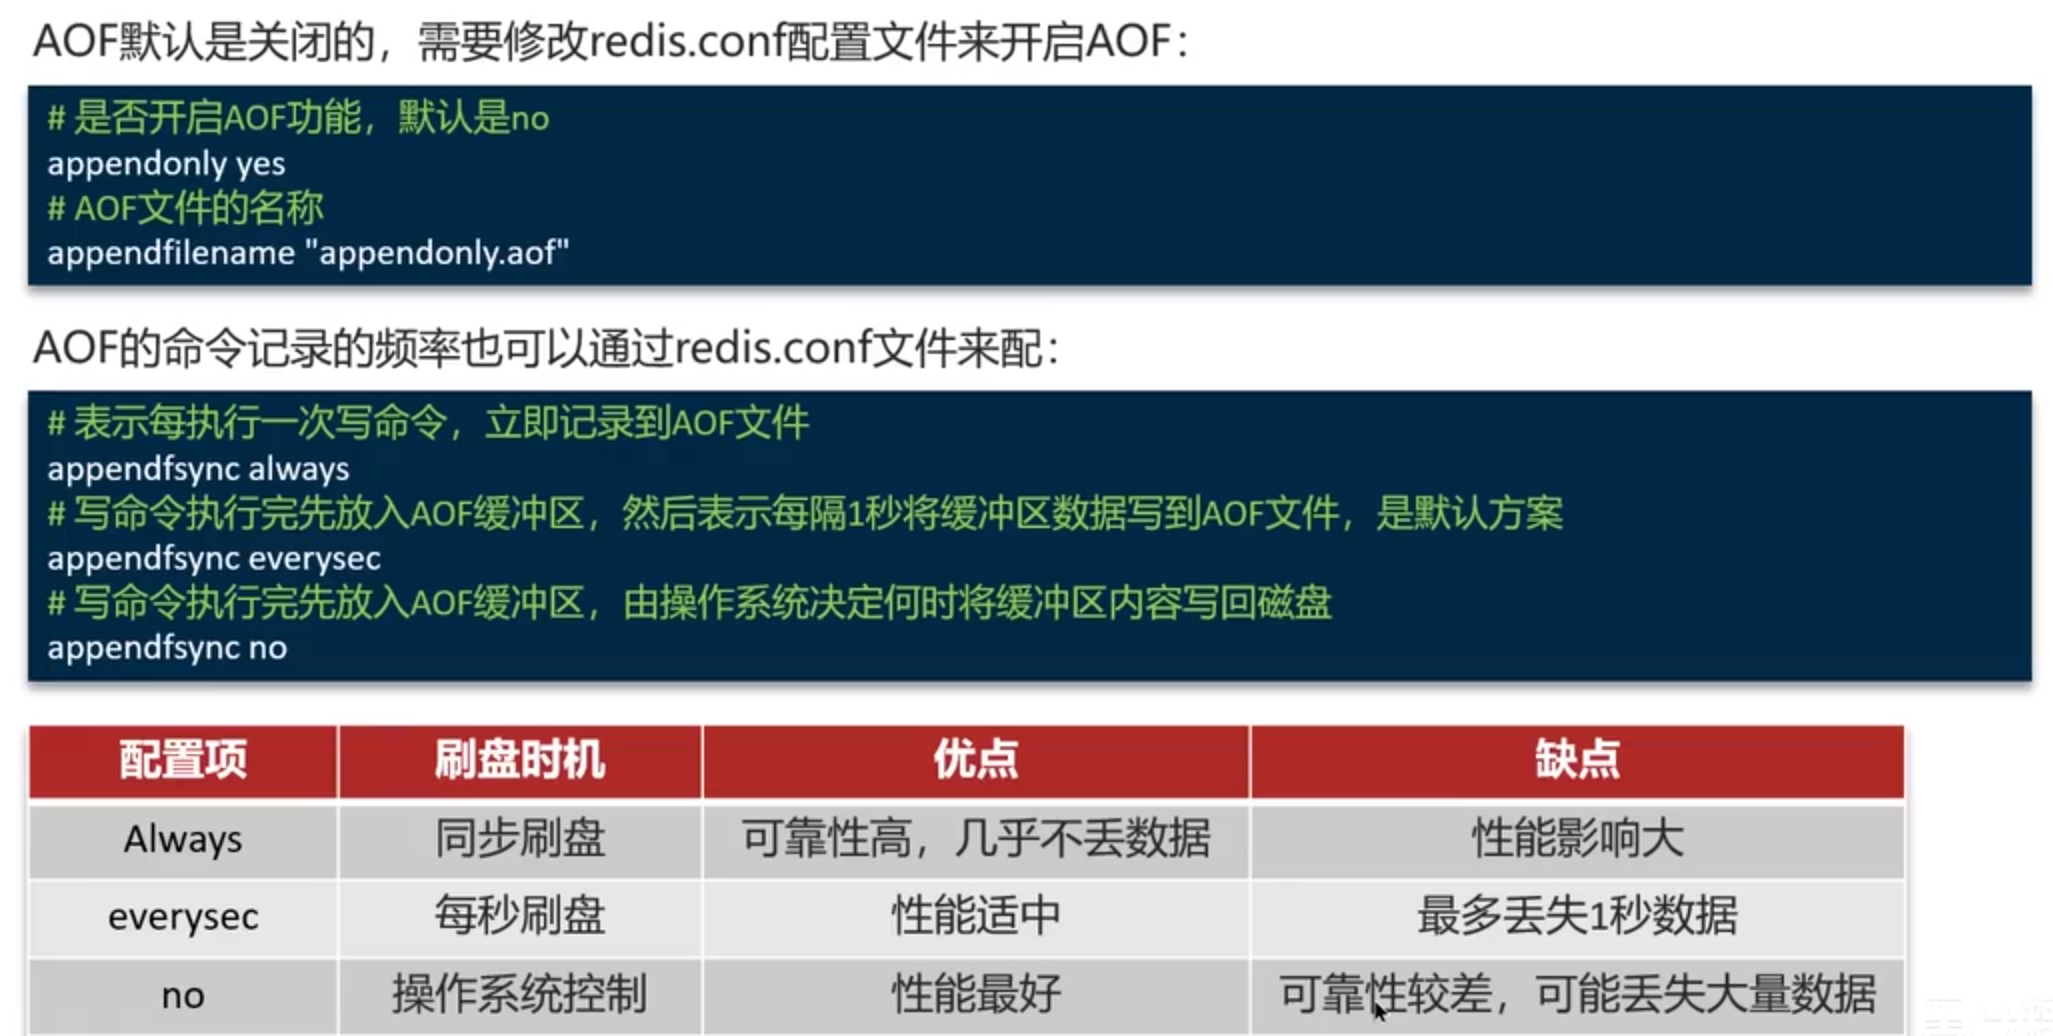 AOF默认是关闭的，需要修改redis.conf配置文件来开启AOF：
# 是否开启AOF功能，默认是no
appendonly yes
# AOF文件的名称
appendfilename "appendonly.aof"
AOF的命令记录的频率也可以通过redis.conf文件来配：
# 表示每执行一次写命令，立即记录到AOF文件
appendfsync always
# 写命令执行完先放入AOF缓冲区，然后表示每隔1秒将缓冲区数据写到AOF文件，是默认方案
appendfsync everysec
# 写命令执行完先放入AOF缓冲区，由操作系统决定何时将缓冲区内容写回磁盘
appendfsync no
配置项 刷盘时机 优点 缺点
Always 同步刷盘 可靠性高，几乎不丢数据 性能影响大
everysec 每秒刷盘 性能适中 最多丢失1秒数据
no 操作系统控制 性能最好 可靠性较差，可能丢失大量数据